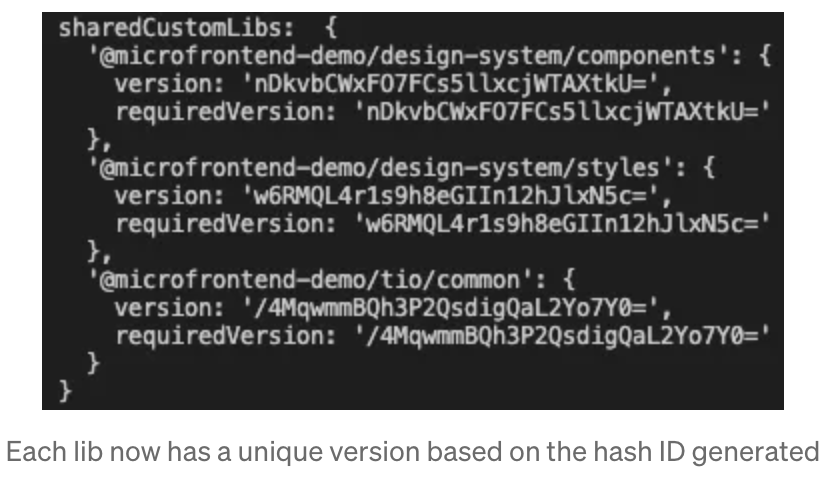 sharedCustomLibs:  {
'@microfrontend-demo/design-system/components': {
version: 'nDkvbCWxFO7FCs5llxcjWTAXtkU=',
requiredVersion: 'nDkvbCWxFO7FCs5llxcjWTAXtkU='
},
'@microfrontend-demo/design-system/styles': {
version: 'w6RMQL4r1s9h8eGIIn12hJlxN5c=',
requiredVersion: 'w6RMQL4r1s9h8eGIIn12hJlxN5c='
},
'@microfrontend-demo/tio/common': {
version: '/4MqwmmBQh3P2QsdigQaL2Yo7Y0=',
requiredVersion: '/4MqwmmBQh3P2QsdigQaL2Yo7Y0='
}
}
Each lib now has a unique version based on the hash ID generated